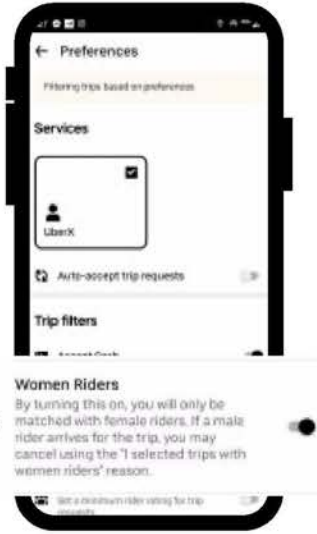 ← Preferences
Filtering trips based on preferences
Services
UberX
Auto-accept trip requests
Trip filters
Accept Cash
Women Riders
By turning this on, you will only be
matched with female riders. If a male
rider arrives for the trip, you may
cancel using the "I selected trips with
women riders" reason.
Set a minimum rider rating for trip
requests